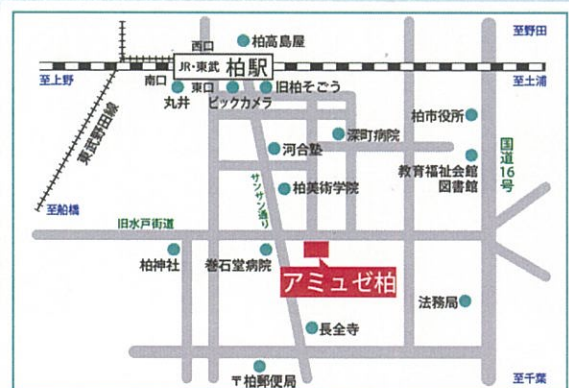 至野田
柏高島屋
西口
JR・東武 柏駅
至上野
南口
東口
旧柏そごう
至土浦
丸井
ビックカメラ
柏市役所
深町病院
東武野田線
河合塾
国道16号
教育福祉会館
図書館
柏美術学院
サンサン通り
至船橋
旧水戸街道
柏神社
巻石堂病院
アミュゼ柏
法務局
長全寺
〒柏郵便局
至千葉